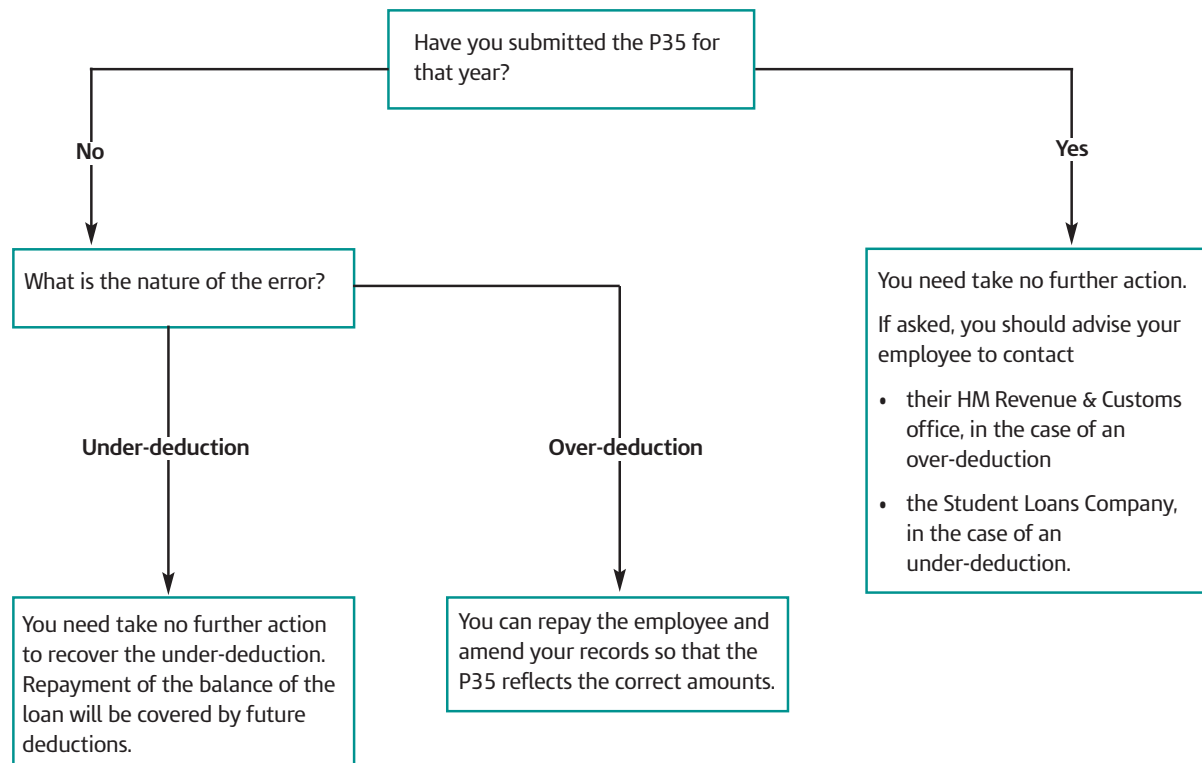 Have you submitted the P35 for
that year?
No
Yes
What is the nature of the error?
You need take no further action.
If asked, you should advise your
employee to contact
• their HM Revenue & Customs
office, in the case of an
over-deduction
• the Student Loans Company,
in the case of an
under-deduction.
Under-deduction
Over-deduction
You need take no further action
to recover the under-deduction.
Repayment of the balance of the
loan will be covered by future
deductions.
You can repay the employee and
amend your records so that the
P35 reflects the correct amounts.